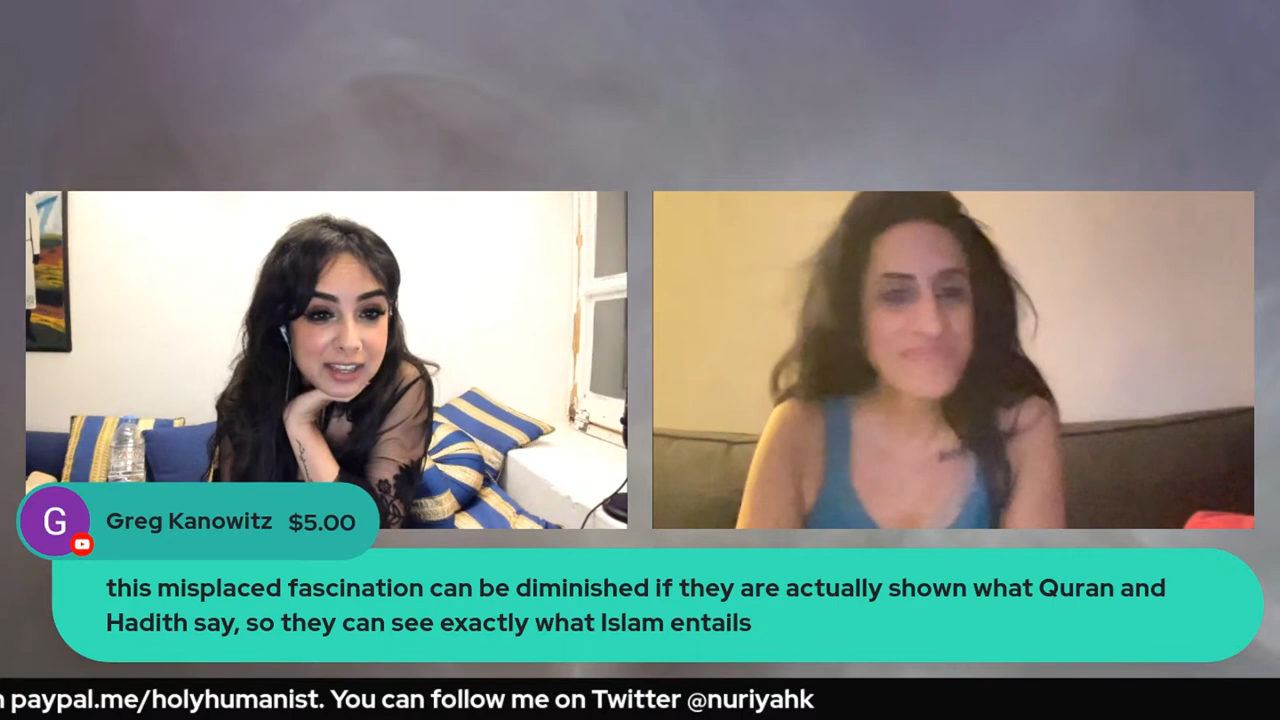 G
Greg Kanowitz $5.00
this misplaced fascination can be diminished if they are actually shown what Quran and
Hadith say, so they can see exactly what Islam entails
paypal.me/holyhumanist. You can follow me on Twitter @nuriyahk